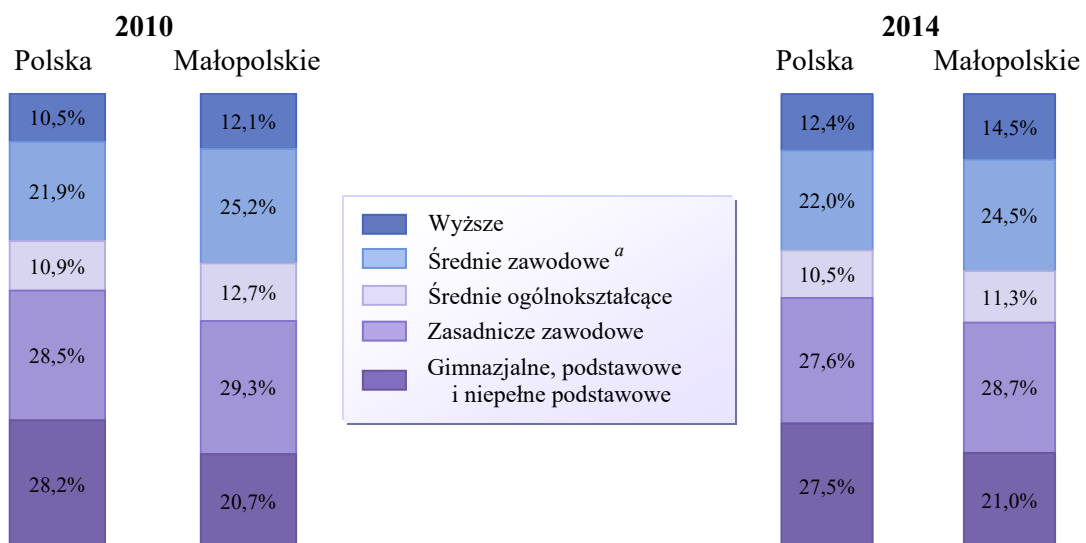 2010
Polska Małopolskie
10,5%
21,9%
10,9%
28,5%
28,2%
12,1%
25,2%
12,7%
29,3%
20,7%
Wyższe
Średnie zawodowe a
Średnie ogólnokształcące
Zasadnicze zawodowe
Gimnazjalne, podstawowe
i niepełne podstawowe
2014
Polska Małopolskie
12,4%
22,0%
10,5%
27,6%
27,5%
14,5%
24,5%
11,3%
28,7%
21,0%